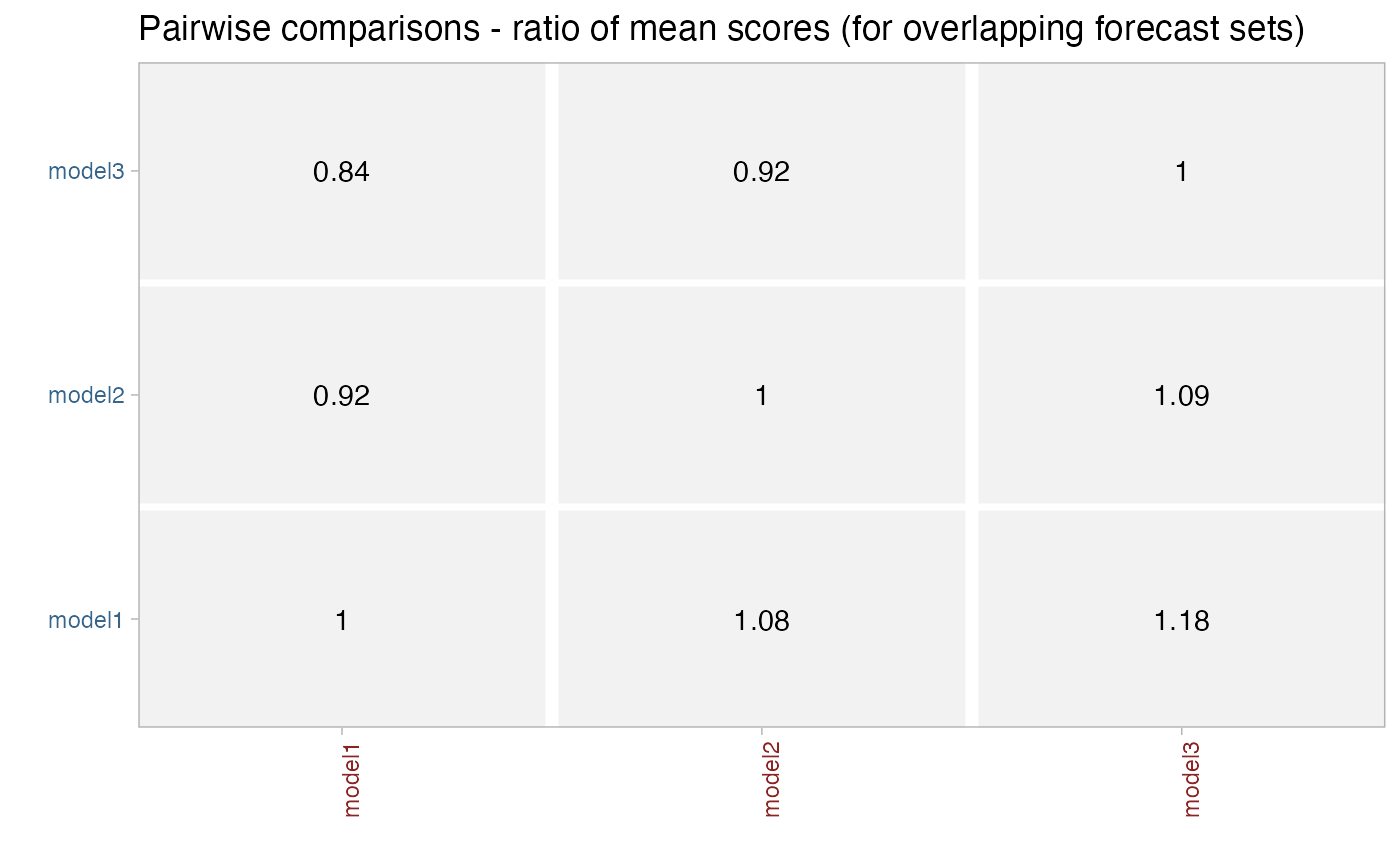 Pairwise comparisons - ratio of mean scores (for overlapping forecast sets)
model3 0.84 0.92 1
model2 0.92 1 1.09
model1 1 1.08 1.18
model1 model2 model3